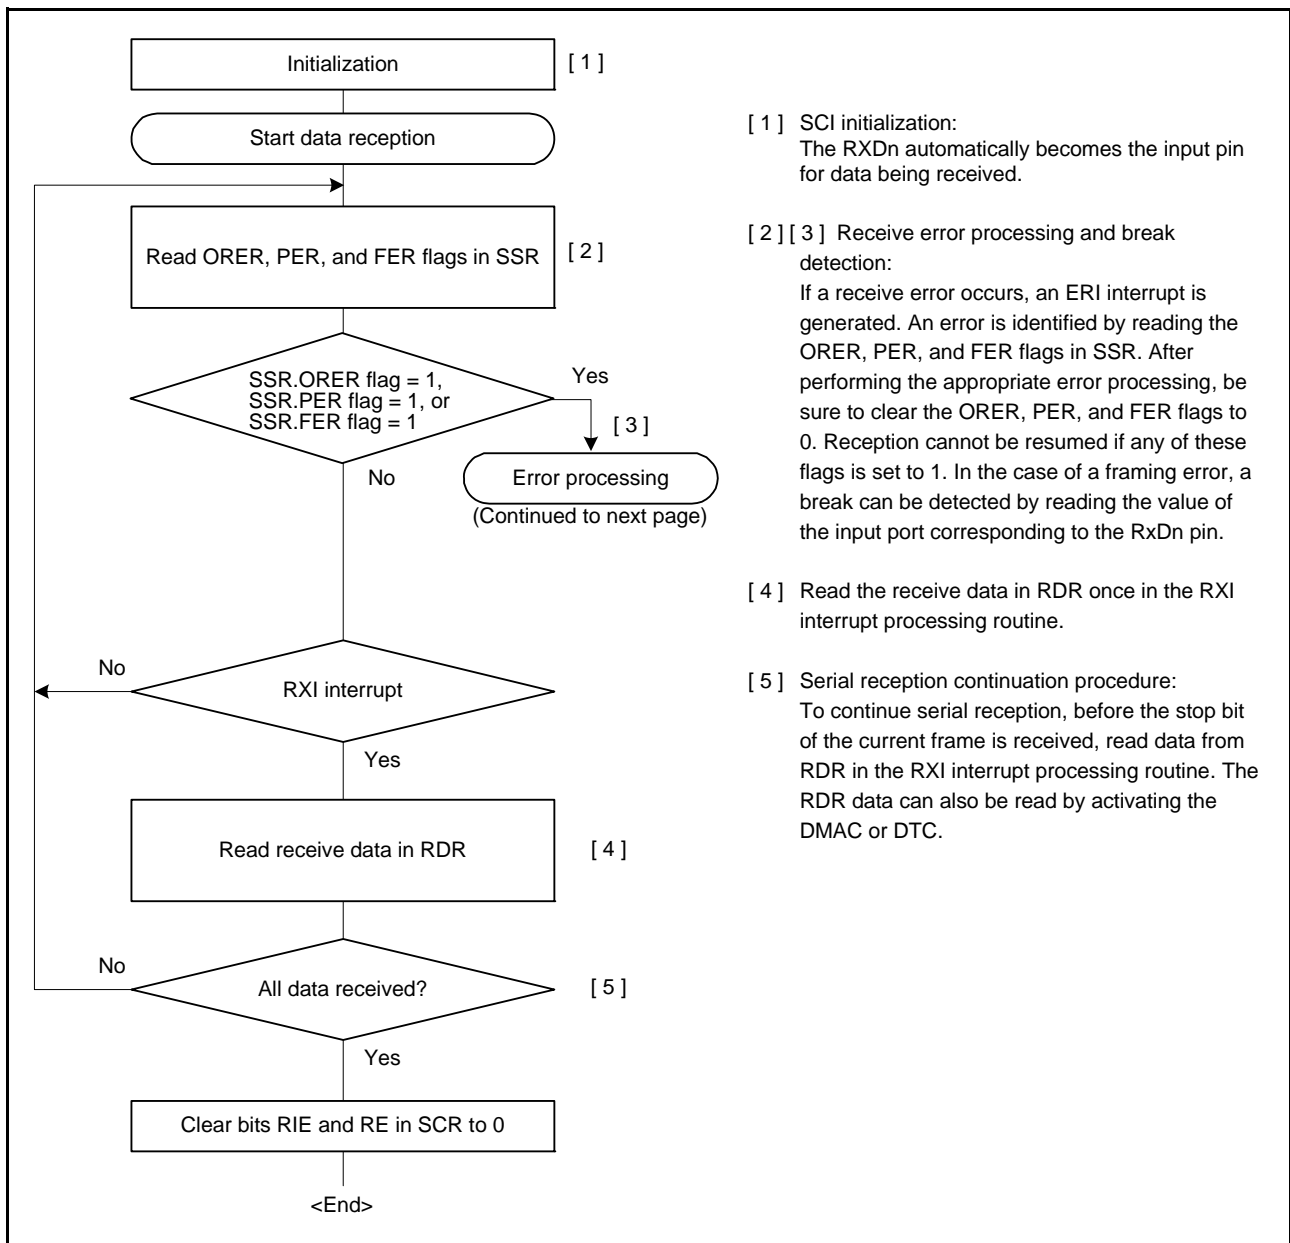 Initialization
[ 1 ]
Start data reception
Read ORER, PER, and FER flags in SSR
[ 2 ]
SSR.ORER flag = 1,
SSR.PER flag = 1, or
SSR.FER flag = 1
Yes
[ 3 ]
No
Error processing
(Continued to next page)
No
RXI interrupt
Yes
Read receive data in RDR
[ 4 ]
No
All data received?
[ 5 ]
Yes
Clear bits RIE and RE in SCR to 0
<End>
[ 1 ] SCI initialization:
The RXDn automatically becomes the input pin
for data being received.
[ 2 ] [ 3 ] Receive error processing and break
detection:
If a receive error occurs, an ERI interrupt is
generated. An error is identified by reading the
ORER, PER, and FER flags in SSR. After
performing the appropriate error processing, be
sure to clear the ORER, PER, and FER flags to
0. Reception cannot be resumed if any of these
flags is set to 1. In the case of a framing error, a
break can be detected by reading the value of
the input port corresponding to the RxDn pin.
[ 4 ] Read the receive data in RDR once in the RXI
interrupt processing routine.
[ 5 ] Serial reception continuation procedure:
To continue serial reception, before the stop bit
of the current frame is received, read data from
RDR in the RXI interrupt processing routine. The
RDR data can also be read by activating the
DMAC or DTC.